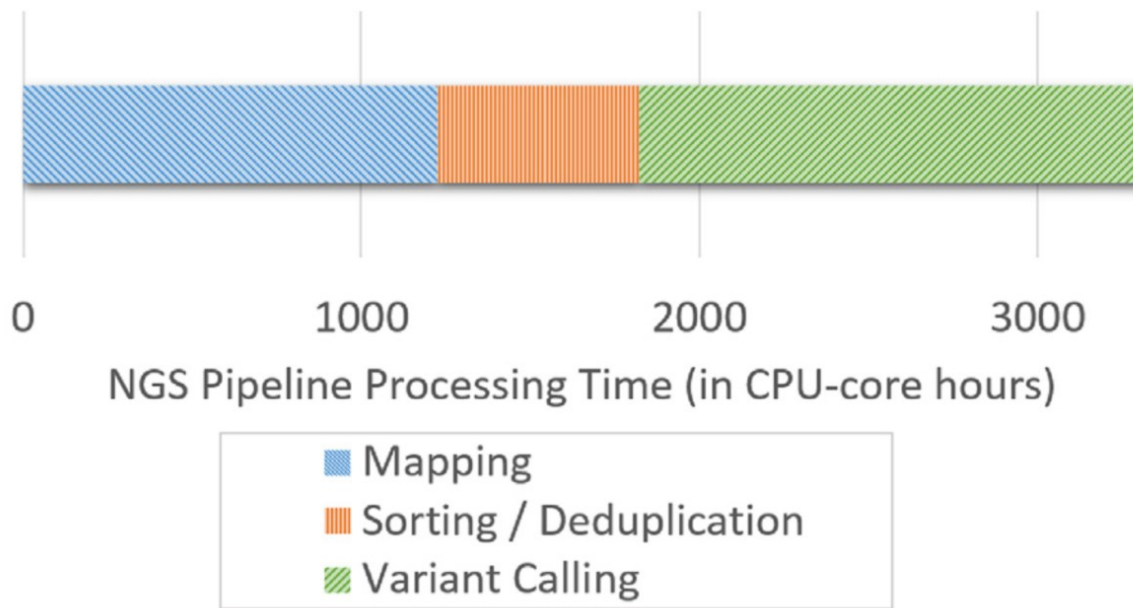 0 1000 2000 3000
NGS Pipeline Processing Time (in CPU-core hours)
Mapping
Sorting / Deduplication
Variant Calling